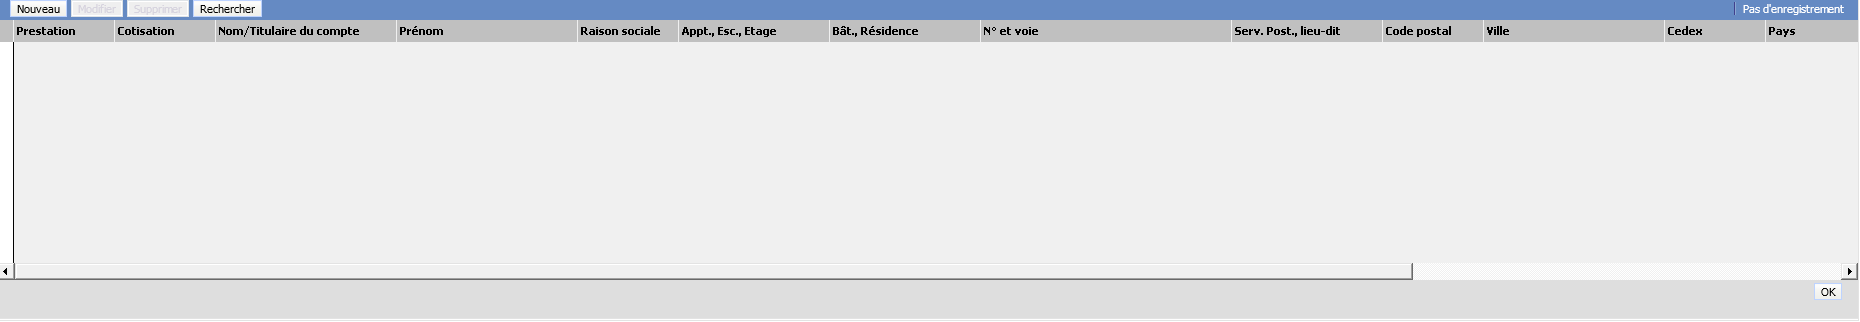 Nouveau Modifier Supprimer Rechercher Pas d'enregistrement
Prestation Cotisation Nom/Titulaire du compte Prénom Raison sociale Appt., Esc., Etage Bât., Résidence N° et voie Serv. Post., lieu-dit Code postal Ville Cedex Pays
OK